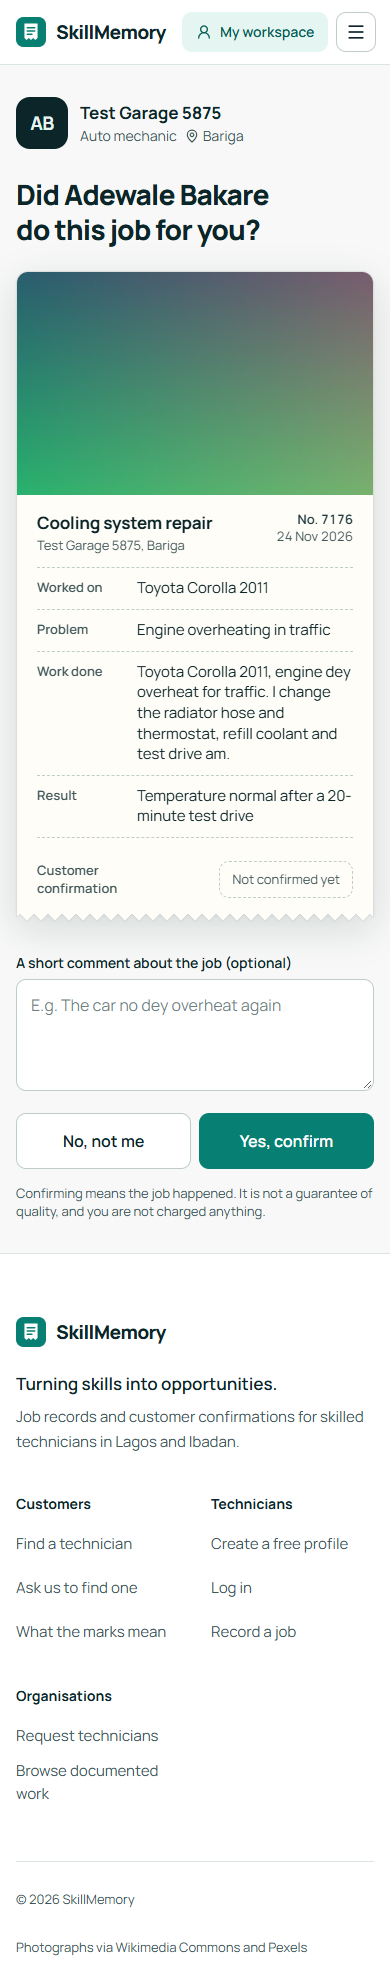 SkillMemory
My workspace
AB
Test Garage 5875
Auto mechanic Bariga
Did Adewale Bakare
do this job for you?
Cooling system repair
No. 7176
Test Garage 5875, Bariga
24 Nov 2026
Worked on
Toyota Corolla 2011
Problem
Engine overheating in traffic
Work done
Toyota Corolla 2011, engine dey
overheat for traffic. I change
the radiator hose and
thermostat, refill coolant and
test drive am.
Result
Temperature normal after a 20-
minute test drive
Customer
confirmation
Not confirmed yet
A short comment about the job (optional)
E.g. The car no dey overheat again
No, not me
Yes, confirm
Confirming means the job happened. It is not a guarantee of
quality, and you are not charged anything.
SkillMemory
Turning skills into opportunities.
Job records and customer confirmations for skilled
technicians in Lagos and Ibadan.
Customers
Find a technician
Ask us to find one
What the marks mean
Technicians
Create a free profile
Log in
Record a job
Organisations
Request technicians
Browse documented
work
© 2026 SkillMemory
Photographs via Wikimedia Commons and Pexels